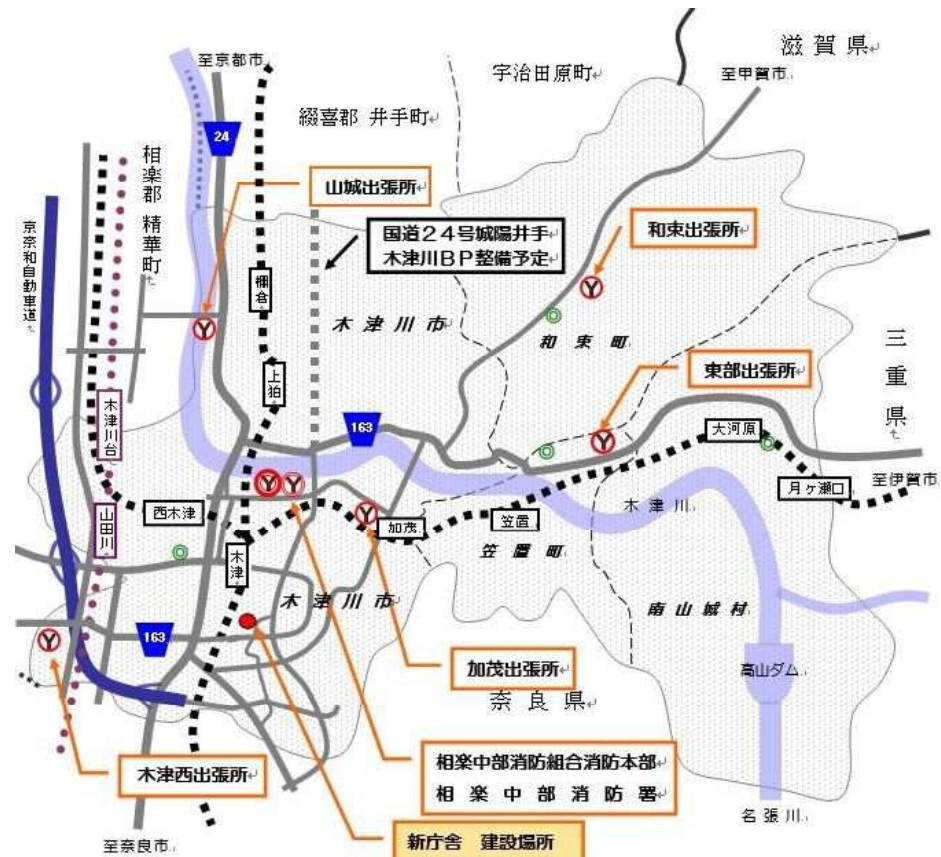 滋賀県
至京都市
宇治田原町
至甲賀市
24
綴喜郡 井手町
相楽郡 精華町
山城出張所
京奈和自動車道
国道24号城陽井手
木津川BP整備予定
和束出張所
棚倉
木津川市
和束町
三重県
上狛
東部出張所
木津川台
163
大河原
月ヶ瀬口
至伊賀市
西木津
加茂
笠置
木津川
山田川
木津
笠置町
木津川市
南山城村
163
加茂出張所
高山ダム
奈良県
木津西出張所
相楽中部消防組合消防本部
相楽中部消防署
名張川
至奈良市
新庁舎 建設場所